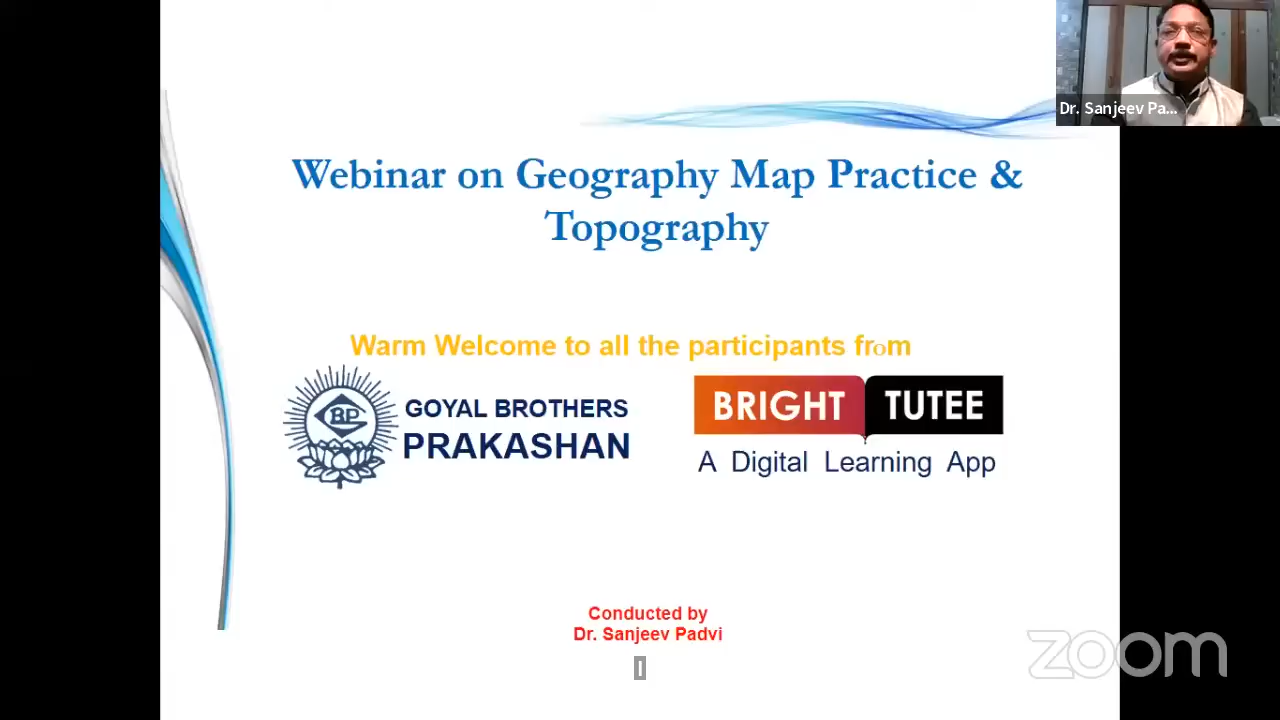 Dr. Sanjeev Pa...
Webinar on Geography Map Practice &
Topography
Warm Welcome to all the participants from
BP
GOYAL BROTHERS
PRAKASHAN
BRIGHT TUTEE
A Digital Learning App
Conducted by
Dr. Sanjeev Padvi
zoom